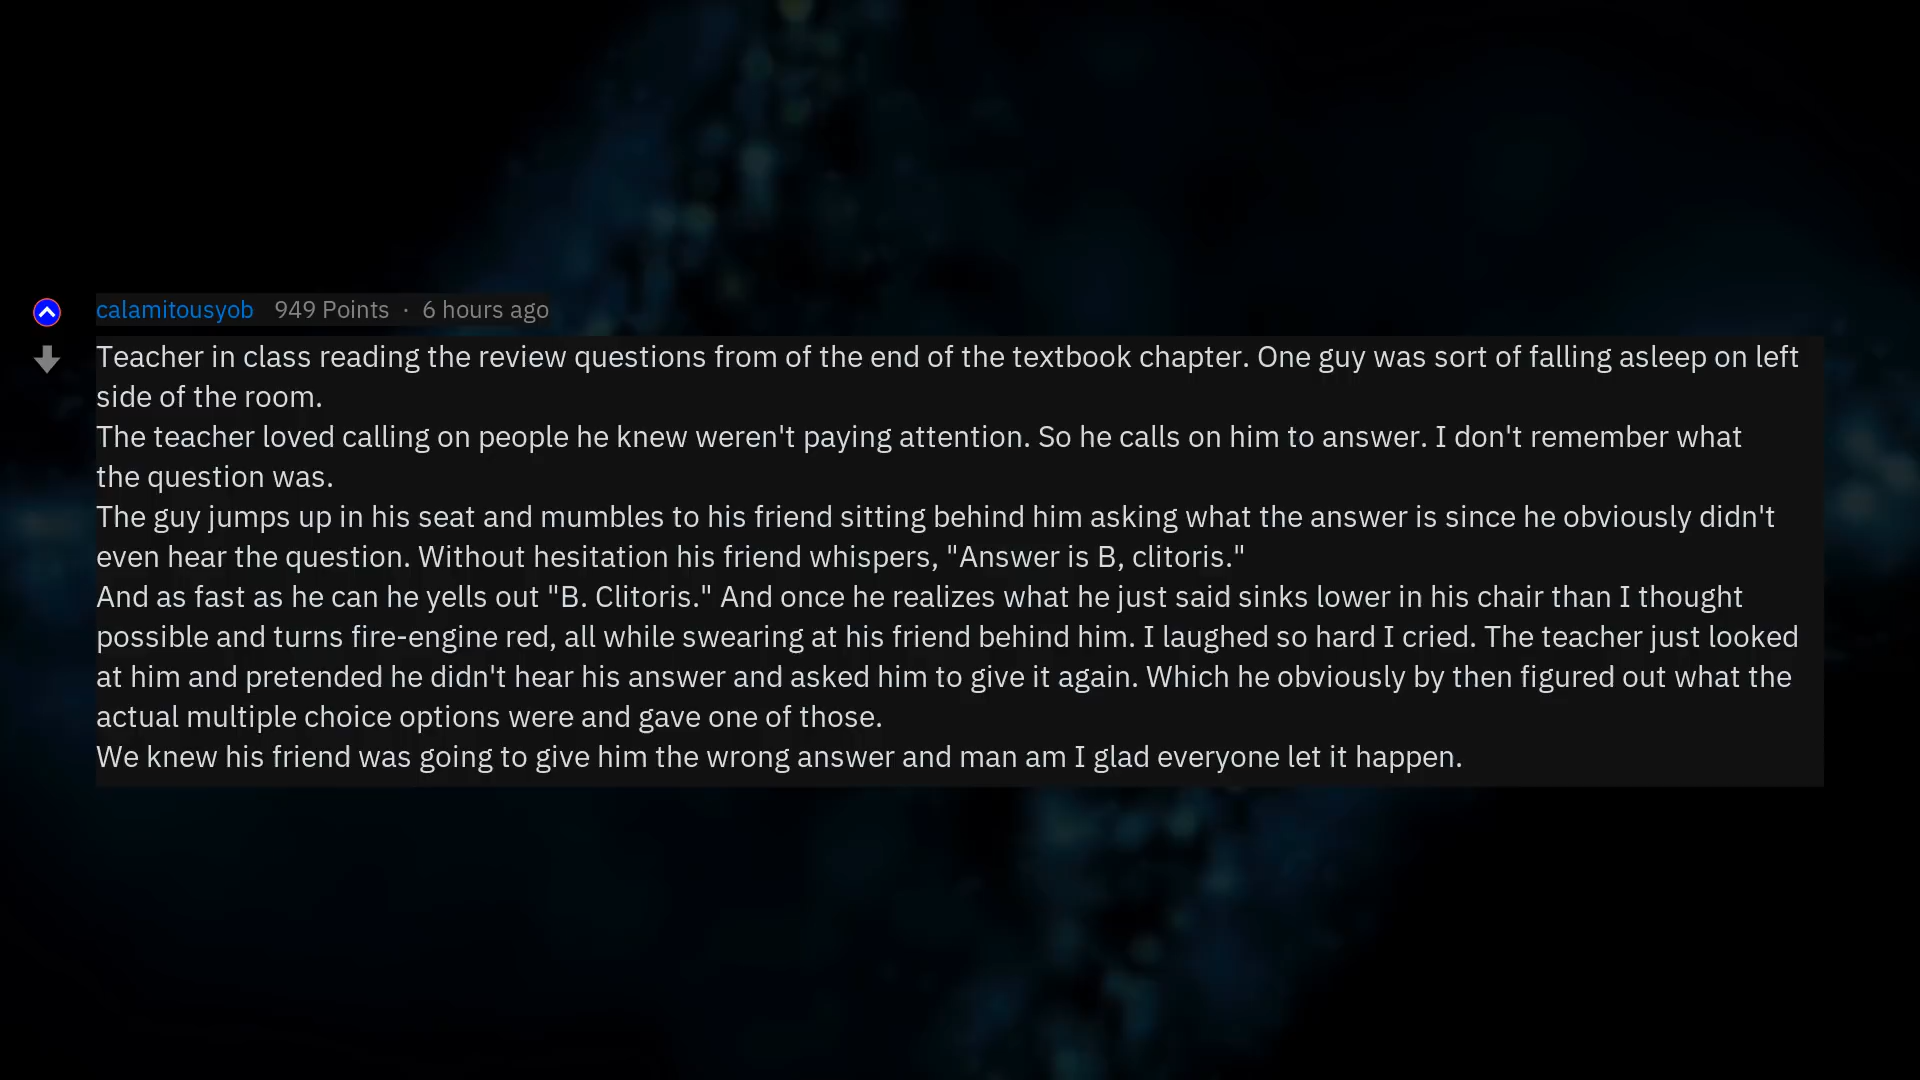 calamitousyob 949 Points · 6 hours ago
Teacher in class reading the review questions from of the end of the textbook chapter. One guy was sort of falling asleep on left
side of the room.
The teacher loved calling on people he knew weren't paying attention. So he calls on him to answer. I don't remember what
the question was.
The guy jumps up in his seat and mumbles to his friend sitting behind him asking what the answer is since he obviously didn't
even hear the question. Without hesitation his friend whispers, "Answer is B, clitoris."
And as fast as he can he yells out "B. Clitoris." And once he realizes what he just said sinks lower in his chair than I thought
possible and turns fire-engine red, all while swearing at his friend behind him. I laughed so hard I cried. The teacher just looked
at him and pretended he didn't hear his answer and asked him to give it again. Which he obviously by then figured out what the
actual multiple choice options were and gave one of those.
We knew his friend was going to give him the wrong answer and man am I glad everyone let it happen.